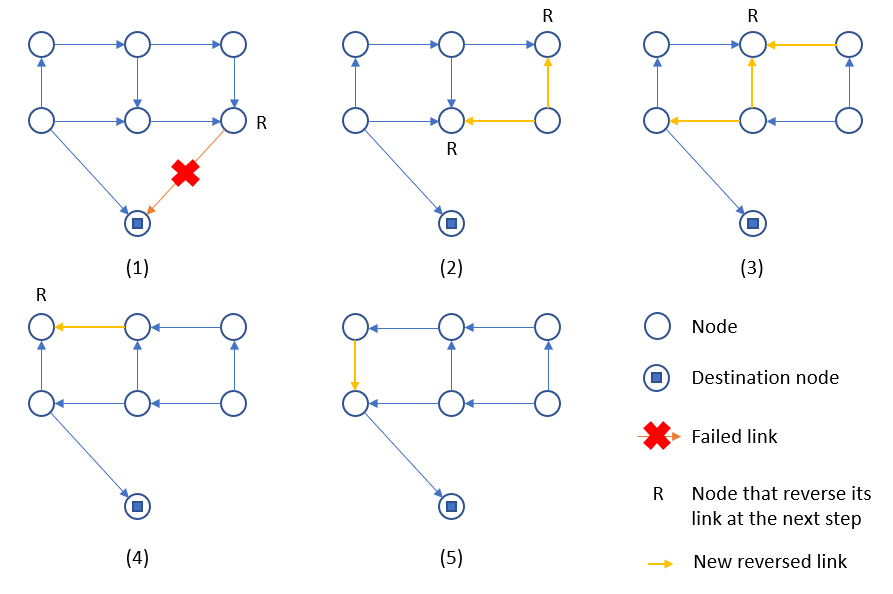 R
R
R
R
(1)
(2)
(3)
R
Node
Destination node
Failed link
R
Node that reverse its
link at the next step
(4)
(5)
New reversed link